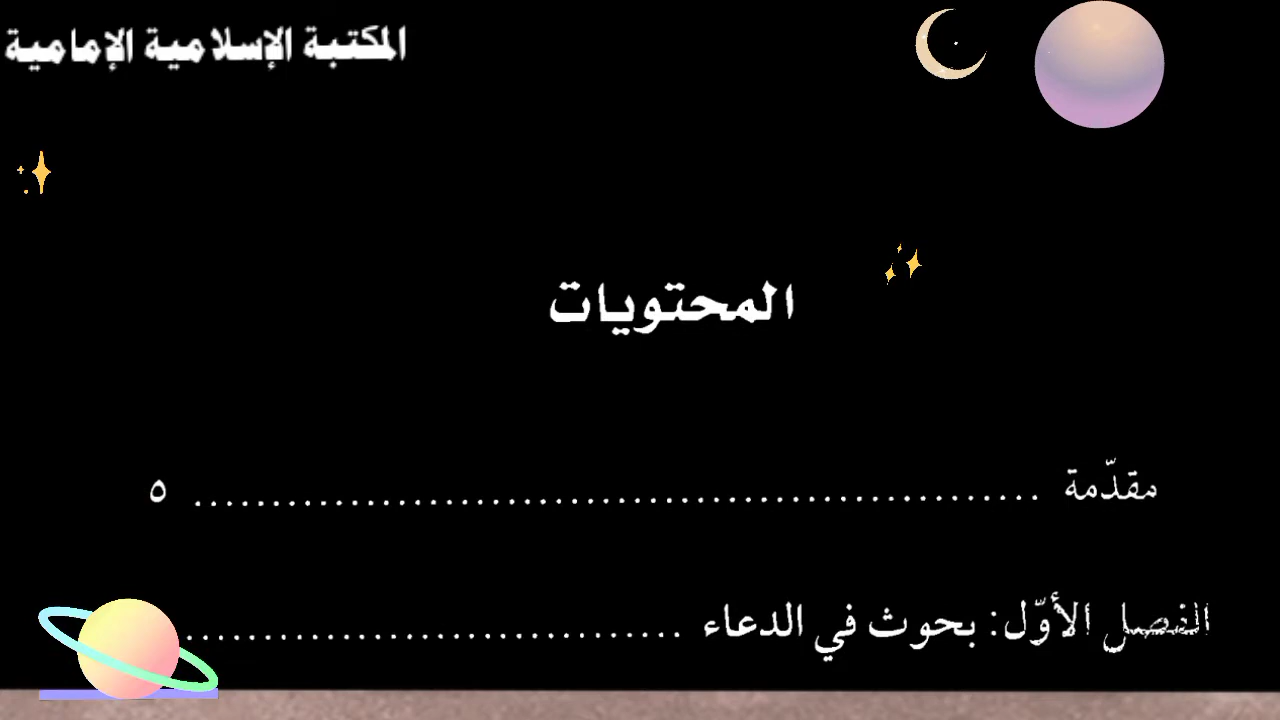 المكتبة الإسلامية الإمامية
المحتويات
مقدّمة ........................................................ ٥
الفصل الأوّل: بحوث في الدعاء .................................